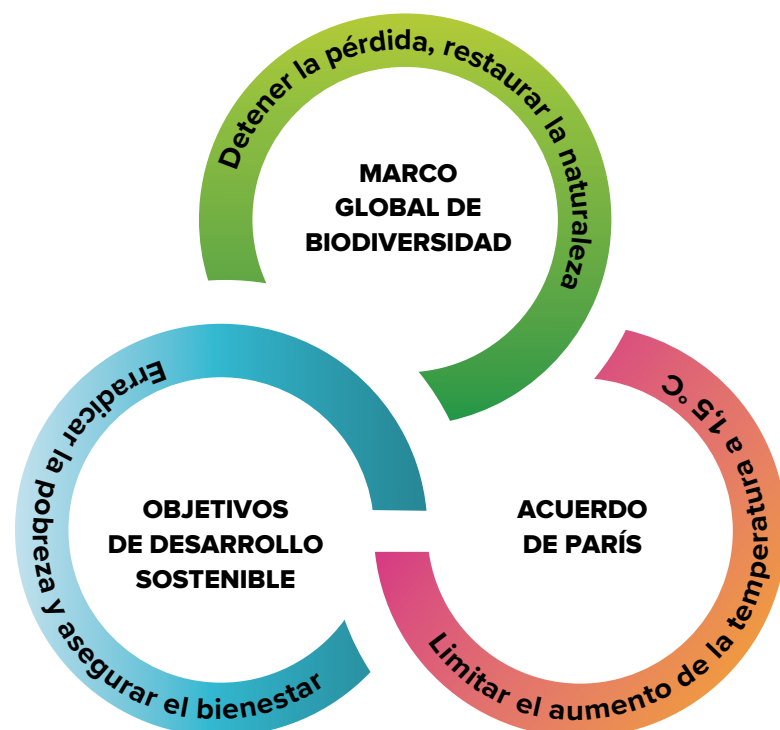 Detener la pérdida, restaurar la naturaleza
MARCO
GLOBAL DE
BIODIVERSIDAD
Erradicar la pobreza y asegurar el bienestar
OBJETIVOS
DE DESARROLLO
SOSTENIBLE
Limitar el aumento de la temperatura a 1,5°C
ACUERDO
DE PARÍS